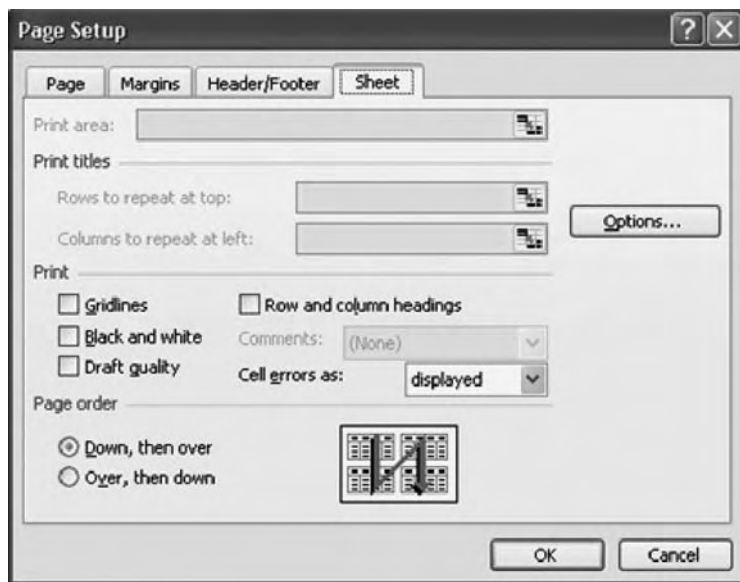 Page Setup
Page Margins Header/Footer Sheet
Print area:
Print titles
Rows to repeat at top:
Columns to repeat at left:
Options...
Print
Gridlines Row and column headings
Black and white Comments: (None)
Draft quality Cell errors as: displayed
Page order
Down, then over
Over, then down
OK Cancel